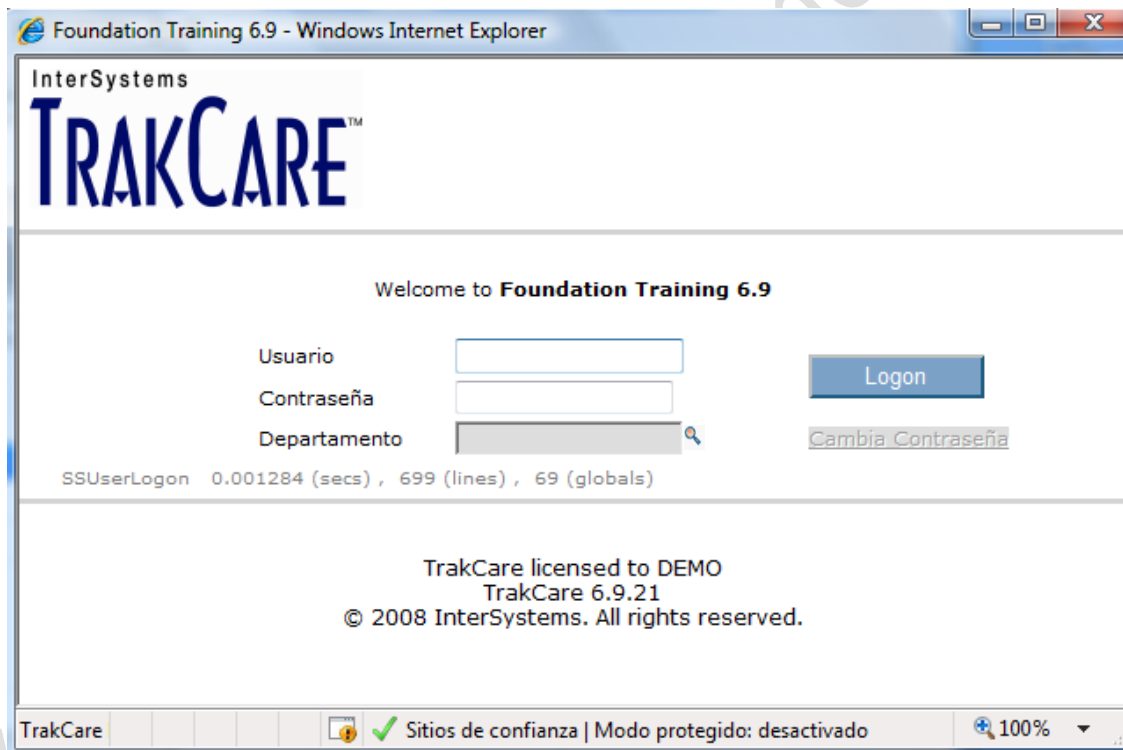 Foundation Training 6.9 - Windows Internet Explorer
InterSystems
TRAKCARE™
Welcome to Foundation Training 6.9
Usuario
Logon
Contraseña
Departamento
Cambia Contraseña
SSUserLogon 0.001284 (secs) , 699 (lines) , 69 (globals)
TrakCare licensed to DEMO
TrakCare 6.9.21
© 2008 InterSystems. All rights reserved.
TrakCare Sitios de confianza | Modo protegido: desactivado 100%